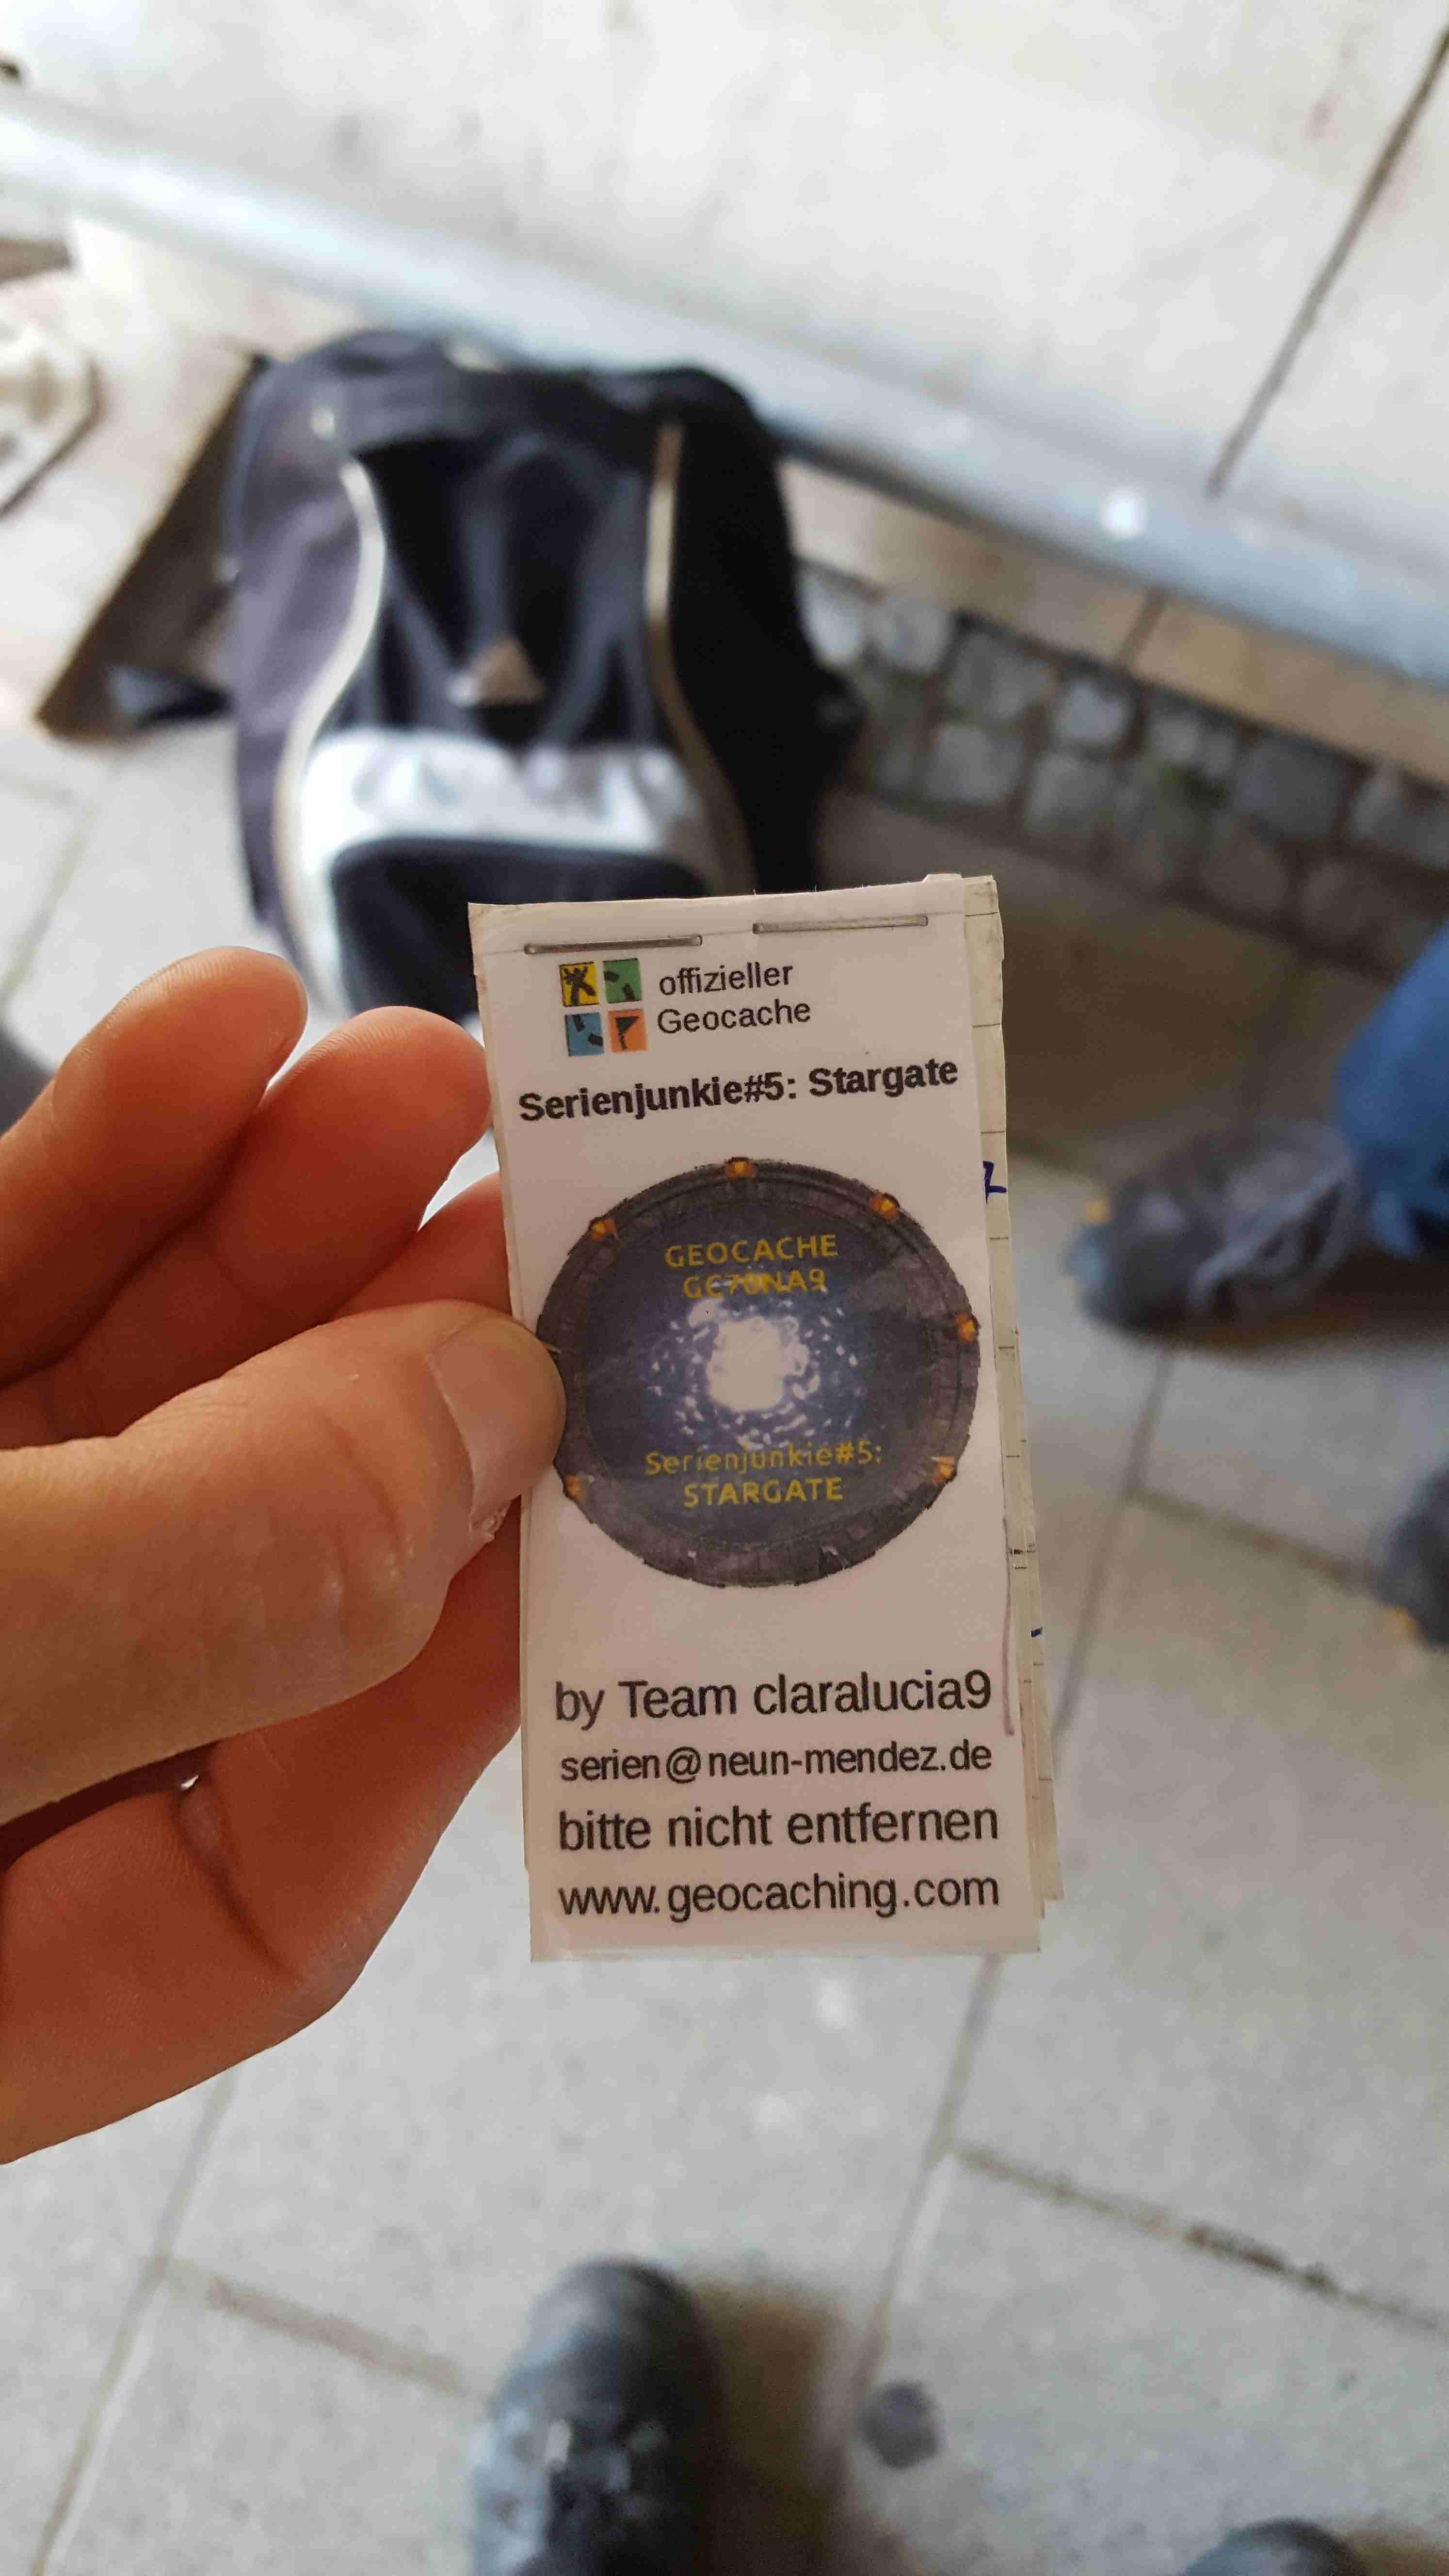 offizieller
Geocache
Serienjunkie#5: Stargate
GEOCACHE
GC70NA9
Serienjunkie#5:
STARGATE
by Team claralucia9
serien@neun-mendez.de
bitte nicht entfernen
www.geocaching.com